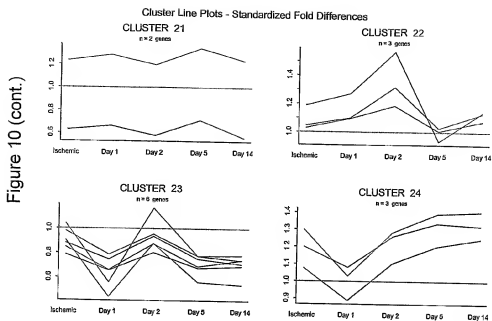 Cluster Line Plots - Standardized Fold Differences
Figure 10 (cont.)
CLUSTER 21
n = 2 genes
1.2
1.0
0.8
0.6
Ischemic Day 1 Day 2 Day 5 Day 14
CLUSTER 22
n = 3 genes
1.4
1.2
1.0
Ischemic Day 1 Day 2 Day 5 Day 14
CLUSTER 23
n = 6 genes
1.0
0.8
0.6
Ischemic Day 1 Day 2 Day 5 Day 14
CLUSTER 24
n = 3 genes
1.4
1.3
1.2
1.1
1.0
0.9
Ischemic Day 1 Day 2 Day 5 Day 14